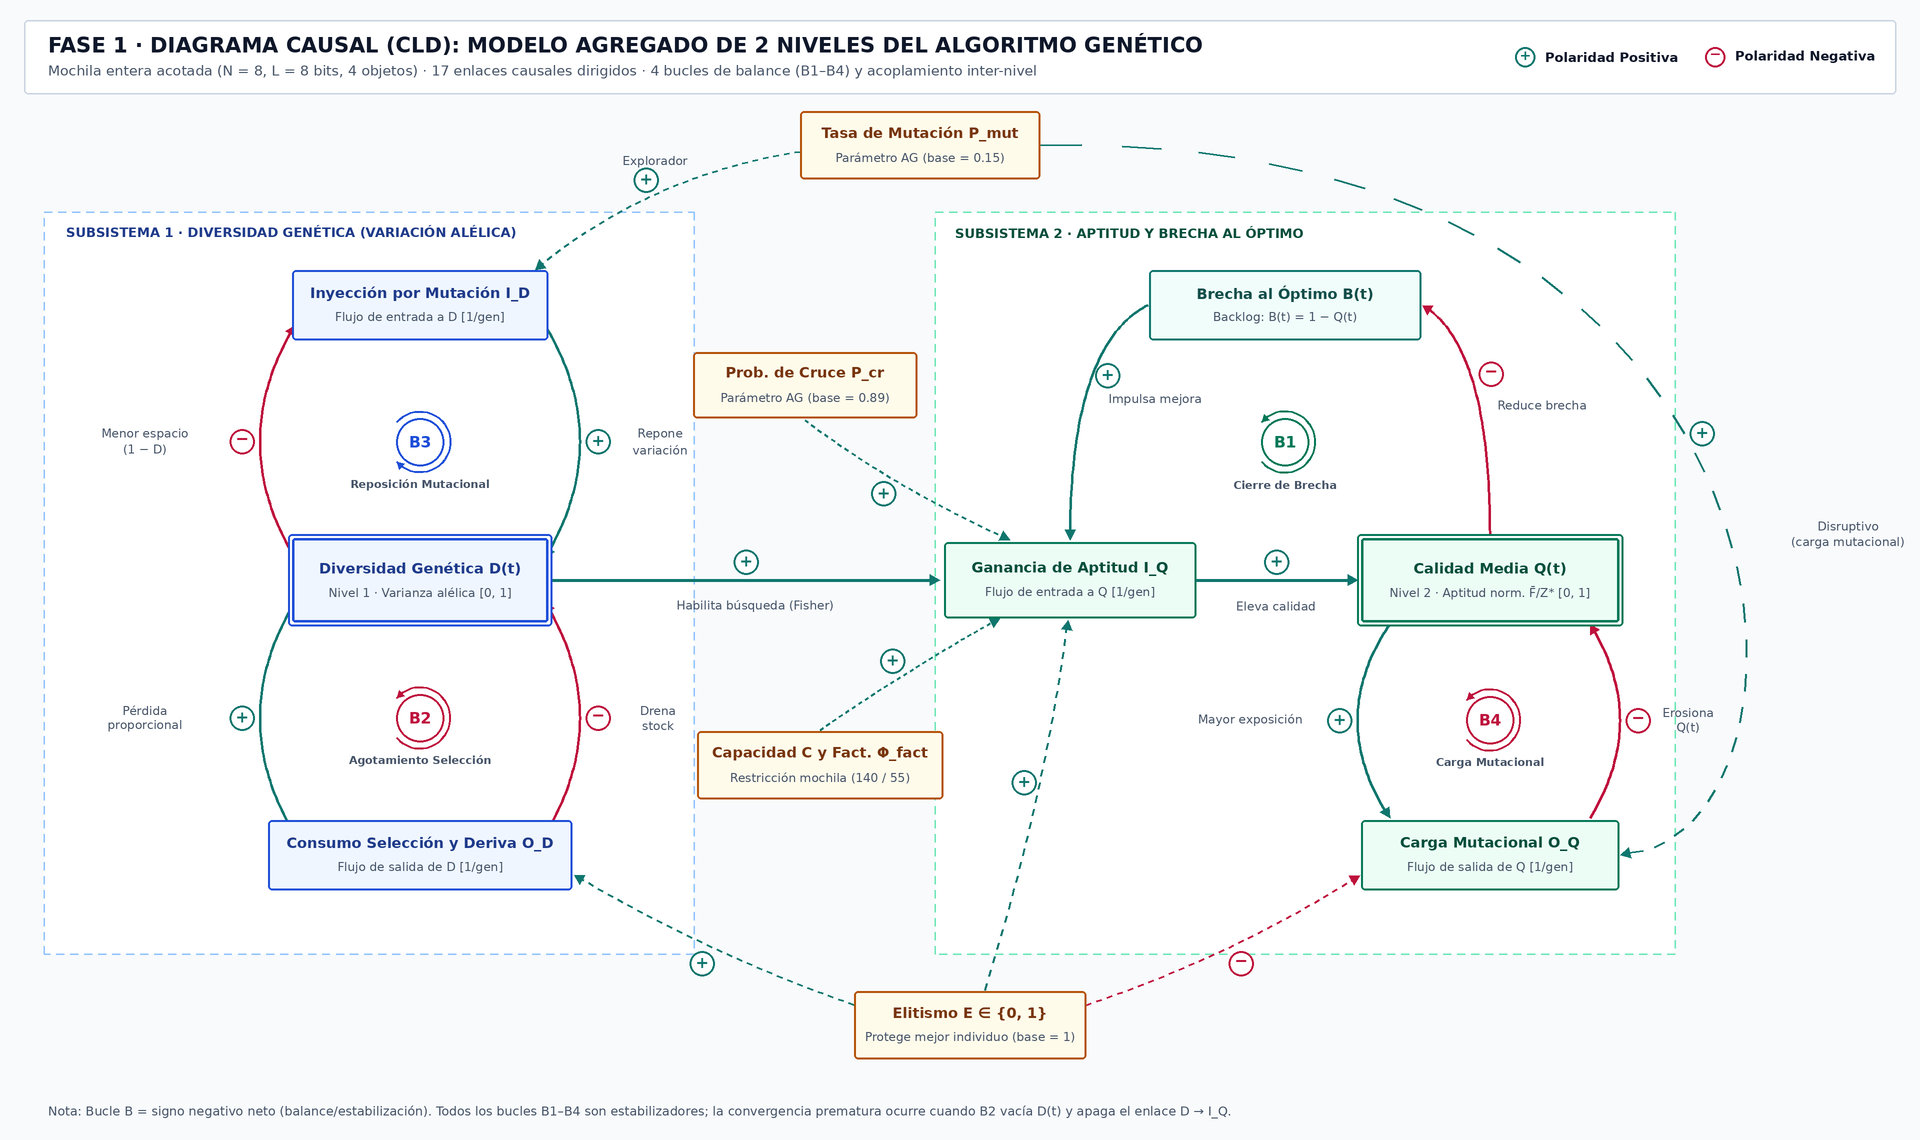 FASE 1 · DIAGRAMA CAUSAL (CLD): MODELO AGREGADO DE 2 NIVELES DEL ALGORITMO GENÉTICO
Mochila entera acotada (N = 8, L = 8 bits, 4 objetos) · 17 enlaces causales dirigidos · 4 bucles de balance (B1–B4) y acoplamiento inter-nivel
+ Polaridad Positiva
− Polaridad Negativa
Tasa de Mutación P_mut
Parámetro AG (base = 0.15)
Explorador
+
SUBSISTEMA 1 · DIVERSIDAD GENÉTICA (VARIACIÓN ALÉLICA)
Inyección por Mutación I_D
Flujo de entrada a D [1/gen]
Menor espacio
(1 − D)
−
B3
Reposición Mutacional
+
Repone
variación
Diversidad Genética D(t)
Nivel 1 · Varianza alélica [0, 1]
Pérdida
proporcional
+
B2
Agotamiento Selección
−
Drena
stock
Consumo Selección y Deriva O_D
Flujo de salida de D [1/gen]
Prob. de Cruce P_cr
Parámetro AG (base = 0.89)
+
+
Habilita búsqueda (Fisher)
+
Capacidad C y Fact. Φ_fact
Restricción mochila (140 / 55)
SUBSISTEMA 2 · APTITUD Y BRECHA AL ÓPTIMO
Brecha al Óptimo B(t)
Backlog: B(t) = 1 − Q(t)
+
Impulsa mejora
B1
Cierre de Brecha
−
Reduce brecha
Ganancia de Aptitud I_Q
Flujo de entrada a Q [1/gen]
+
Eleva calidad
Calidad Media Q(t)
Nivel 2 · Aptitud norm. F̄/Z* [0, 1]
+
Disruptivo
(carga mutacional)
Mayor exposición
+
B4
Carga Mutacional
−
Erosiona
Q(t)
+
Carga Mutacional O_Q
Flujo de salida de Q [1/gen]
+
−
Elitismo E ∈ {0, 1}
Protege mejor individuo (base = 1)
Nota: Bucle B = signo negativo neto (balance/estabilización). Todos los bucles B1–B4 son estabilizadores; la convergencia prematura ocurre cuando B2 vacía D(t) y apaga el enlace D → I_Q.